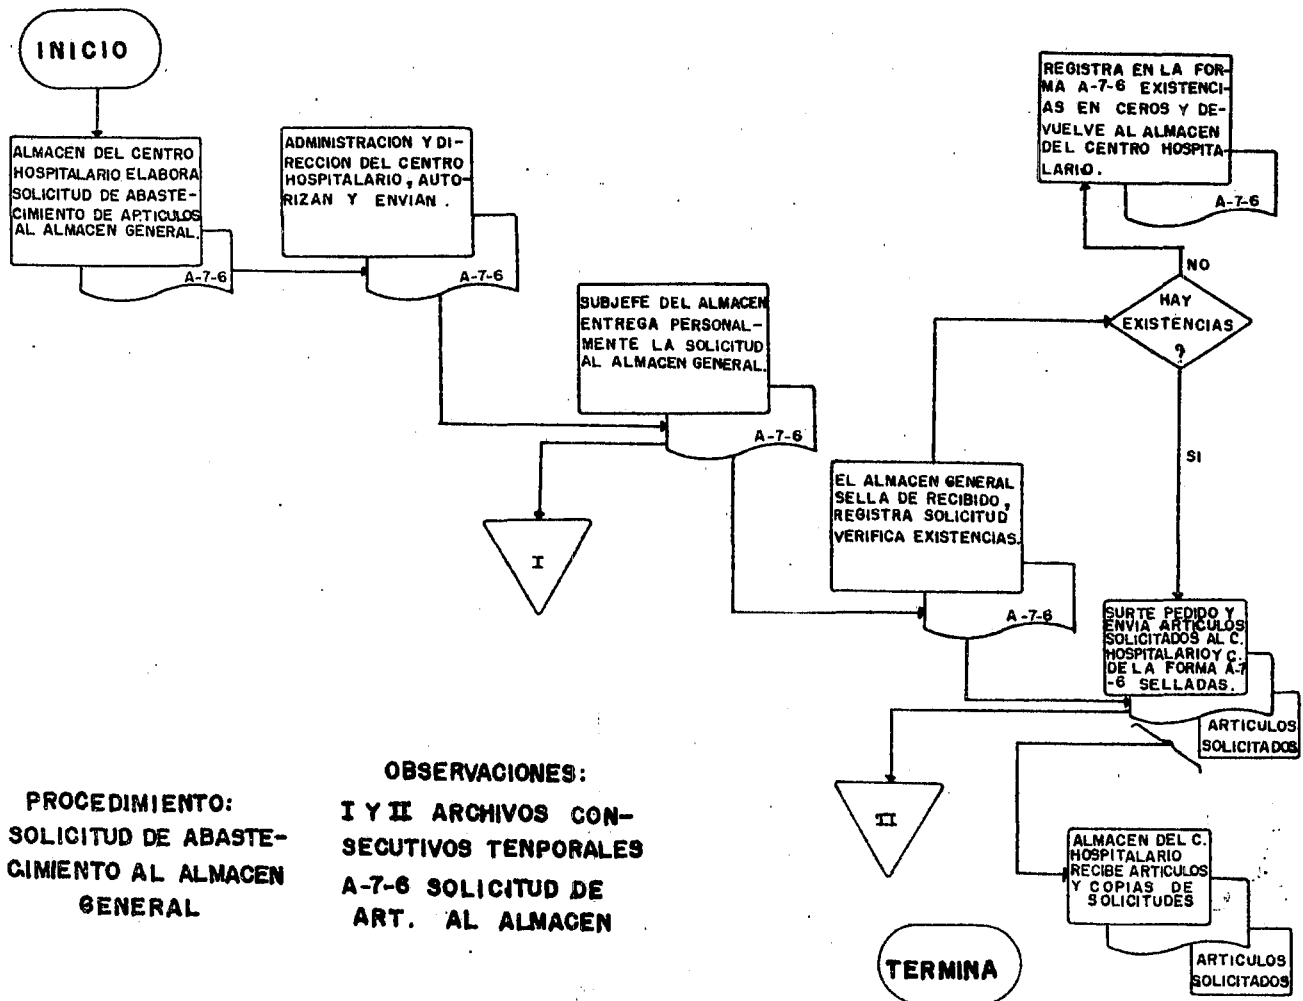 INICIO
ALMACEN DEL CENTRO
HOSPITALARIO ELABORA
SOLICITUD DE ABASTE-
CIMIENTO DE ARTICULOS
AL ALMACEN GENERAL.
A-7-6
ADMINISTRACION Y DI-
RECCION DEL CENTRO
HOSPITALARIO, AUTO-
RIZAN Y ENVIAN.
A-7-6
SUBJEFE DEL ALMACEN
ENTREGA PERSONAL-
MENTE LA SOLICITUD
AL ALMACEN GENERAL.
A-7-6
I
EL ALMACEN GENERAL
SELLA DE RECIBIDO,
REGISTRA SOLICITUD
VERIFICA EXISTENCIAS.
A-7-6
REGISTRA EN LA FOR-
MA A-7-6 EXISTENCI-
AS EN CEROS Y DE-
VUELVE AL ALMACEN
DEL CENTRO HOSPITA-
LARIO.
A-7-6
NO
HAY
EXISTENCIAS
?
SI
SURTE PEDIDO Y
ENVIA ARTICULOS
SOLICITADOS AL C.
HOSPITALARIO Y C.
DE LA FORMA A-7
-6 SELLADAS.
ARTICULOS
SOLICITADOS
II
ALMACEN DEL C.
HOSPITALARIO
RECIBE ARTICULOS
Y COPIAS DE
SOLICITUDES
ARTICULOS
SOLICITADOS
TERMINA
PROCEDIMIENTO:
SOLICITUD DE ABASTE-
CIMIENTO AL ALMACEN
GENERAL
OBSERVACIONES:
I Y II ARCHIVOS CON-
SECUTIVOS TENPORALES
A-7-6 SOLICITUD DE
ART. AL ALMACEN